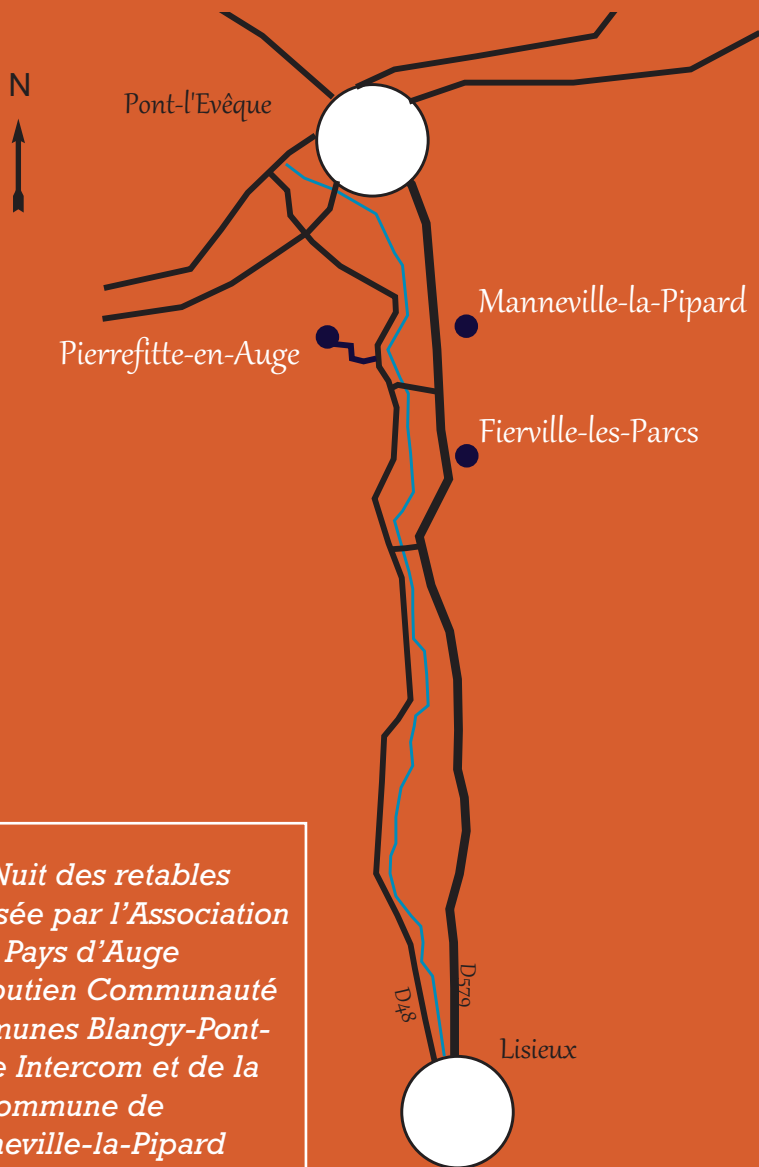 N
Pont-l'Evêque
Manneville-la-Pipard
Pierrefitte-en-Auge
Fierville-les-Parcs
D48
D579
Lisieux
Nuit des retables
sée par l'Association
Pays d'Auge
outien Communauté
munes Blangy-Pont-
e Intercom et de la
ommune de
neville-la-Pipard